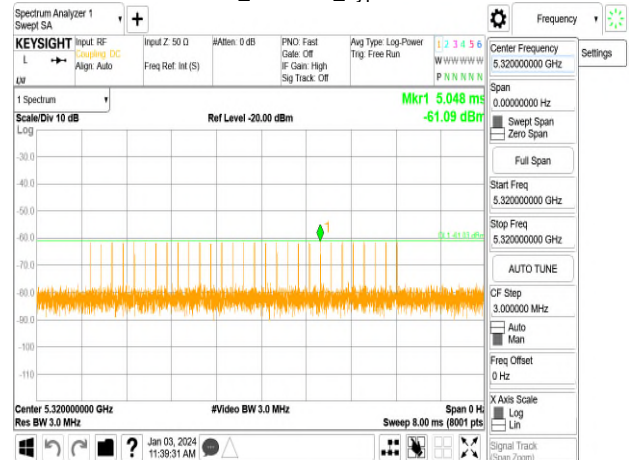 Spectrum Analyzer 1
Swept SA
Frequency
KEYSIGHT
Input: RF
Coupling: DC
Align: Auto
Input Z: 50 Ω
Freq Ref: Int (S)
#Atten: 0 dB
PNO: Fast
Gate: Off
IF Gain: High
Sig Track: Off
Avg Type: Log-Power
Trig: Free Run
1 2 3 4 5 6
W W W W W W
P N N N N N
L
Center Frequency
5.320000000 GHz
Settings
1 Spectrum
Mkr1 5.048 ms
-61.09 dBm
Scale/Div 10 dB
Ref Level -20.00 dBm
Log
Span
0.00000000 Hz
Swept Span
Zero Span
Full Span
Start Freq
5.320000000 GHz
Stop Freq
5.320000000 GHz
AUTO TUNE
CF Step
3.000000 MHz
Auto
Man
Freq Offset
0 Hz
X Axis Scale
Log
Lin
Signal Track
(Span Zoom)
-30.0
-40.0
-50.0
-60.0
-70.0
-80.0
-90.0
-100
-110
1
Center 5.320000000 GHz
Res BW 3.0 MHz
#Video BW 3.0 MHz
Span 0 Hz
Sweep 8.00 ms (8001 pts
Jan 03, 2024
11:39:31 AM